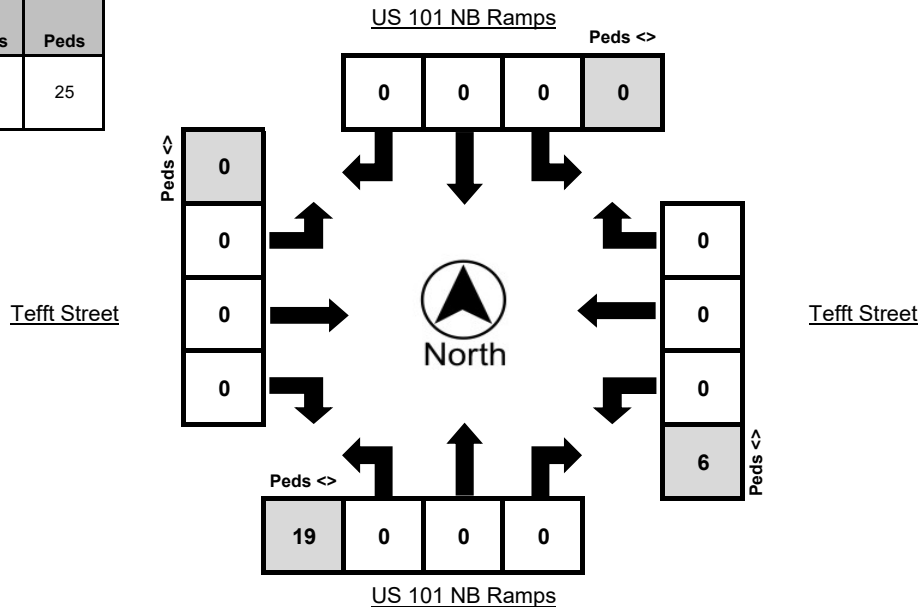 US 101 NB Ramps
Peds <>
Peds
25
0 0 0 0
Peds <>
0
0
0
0
Tefft Street
North
0
0
0
6
Peds <>
Tefft Street
Peds <>
19 0 0 0
US 101 NB Ramps